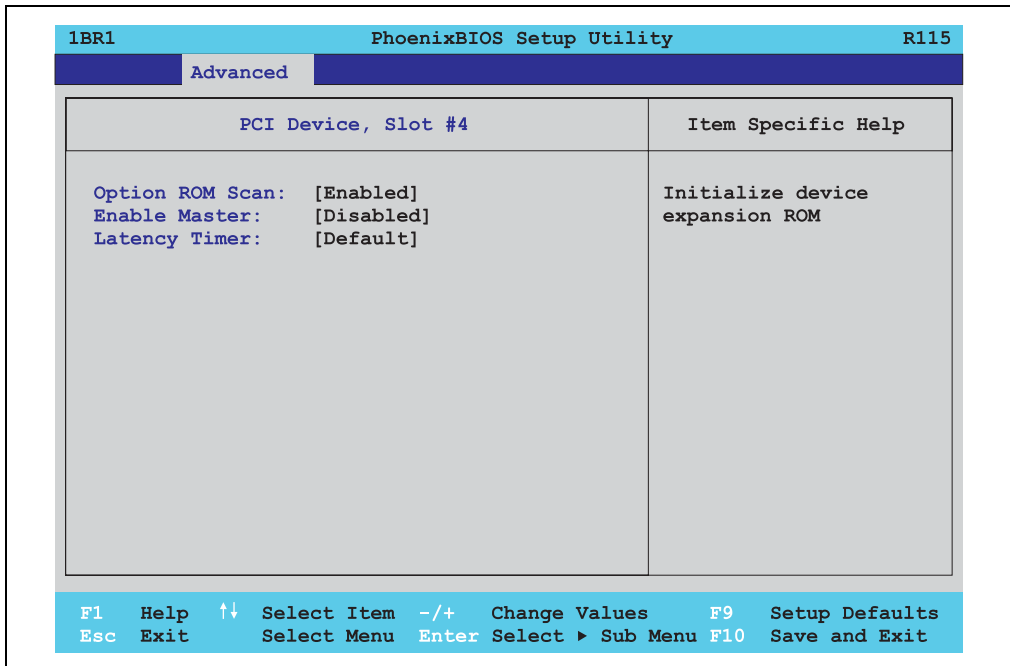 1BR1 PhoenixBIOS Setup Utility R115
Advanced
PCI Device, Slot #4
Item Specific Help
Option ROM Scan: [Enabled]
Enable Master: [Disabled]
Latency Timer: [Default]
Initialize device
expansion ROM
F1 Help ↑↓ Select Item -/+ Change Values F9 Setup Defaults
Esc Exit Select Menu Enter Select ▶ Sub Menu F10 Save and Exit